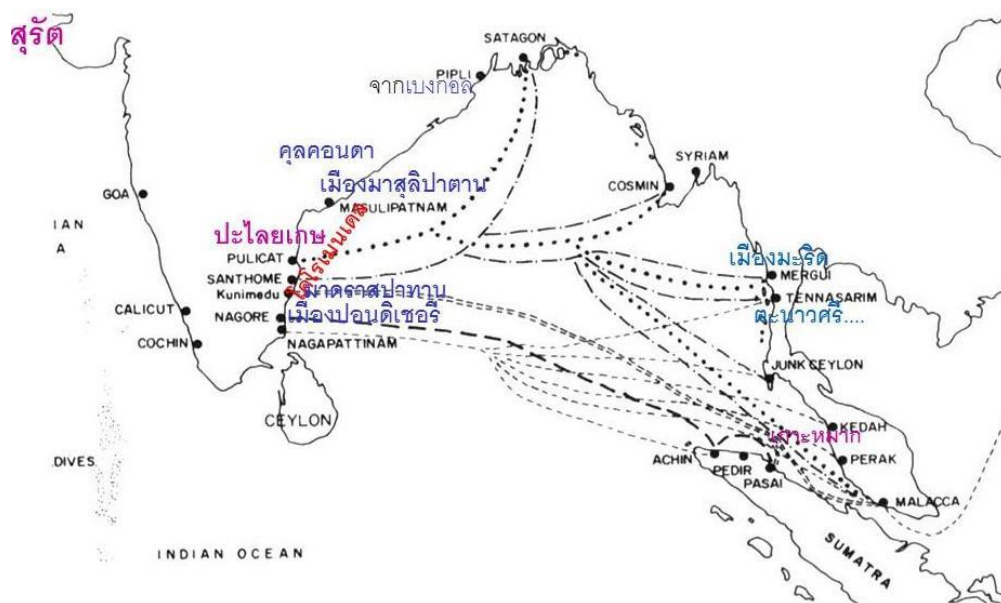 สุรัต
SATAGON
PIPLI
จากเบงกอล
คุลคอนดา
SYRIAM
COSMIN
เมืองมาสุลิปาตาน
GOA
MASULIPATNAM
IAN
A
ปะไลยเกษ
PULICAT
เมืองมะริด
MERGUI
SANTHOME
Kunimedu
มาดราสปาทาน
TENNASARIM
CALICUT
NAGORE
เมืองปอนดิเชอรี
ตะนาวศรี....
COCHIN
NAGAPATTINAM
JUNK CEYLON
CEYLON
KEDAH
เกาะหมาก
ACHIN
PEDIR
PERAK
PASAI
.DIVES.
MALACCA
INDIAN OCEAN
SUMATRA